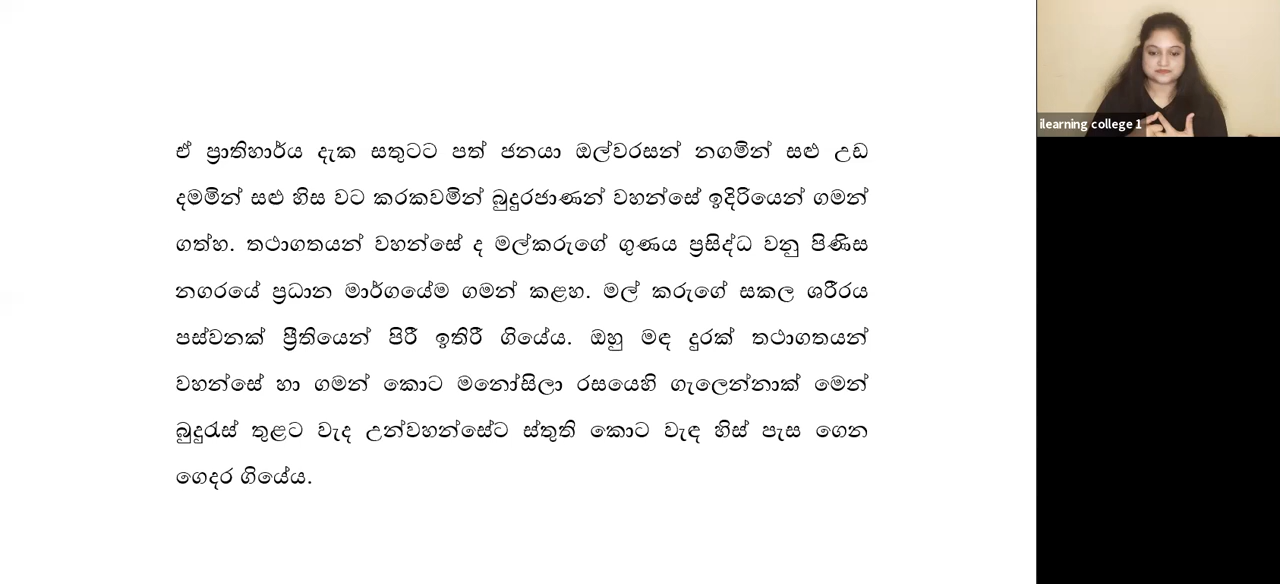 ඒ ප්‍රාතිහාර්ය දැක සතුටට පත් ජනයා ඔල්වරසන් නගමින් සළු උඩ
දමමින් සළු හිස වට කරකවමින් බුදුරජාණන් වහන්සේ ඉදිරියෙන් ගමන්
ගත්හ. තථාගතයන් වහන්සේ ද මල්කරුගේ ගුණය ප්‍රසිද්ධ වනු පිණිස
නගරයේ ප්‍රධාන මාර්ගයේම ගමන් කළහ. මල් කරුගේ සකල ශරීරය
පස්වනක් ප්‍රීතියෙන් පිරී ඉතිරී ගියේය. ඔහු මඳ දුරක් තථාගතයන්
වහන්සේ හා ගමන් කොට මනෝසිලා රසයෙහි ගැලෙන්නාක් මෙන්
බුදුරැස් තුළට වැද උන්වහන්සේට ස්තුති කොට වැඳ හිස් පැස ගෙන
ගෙදර ගියේය.
ilearning college 1